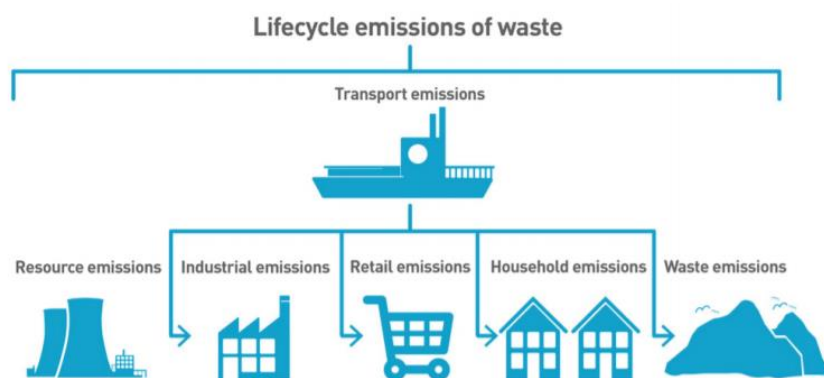 Lifecycle emissions of waste
Transport emissions
Resource emissions
Industrial emissions
Retail emissions
Household emissions
Waste emissions